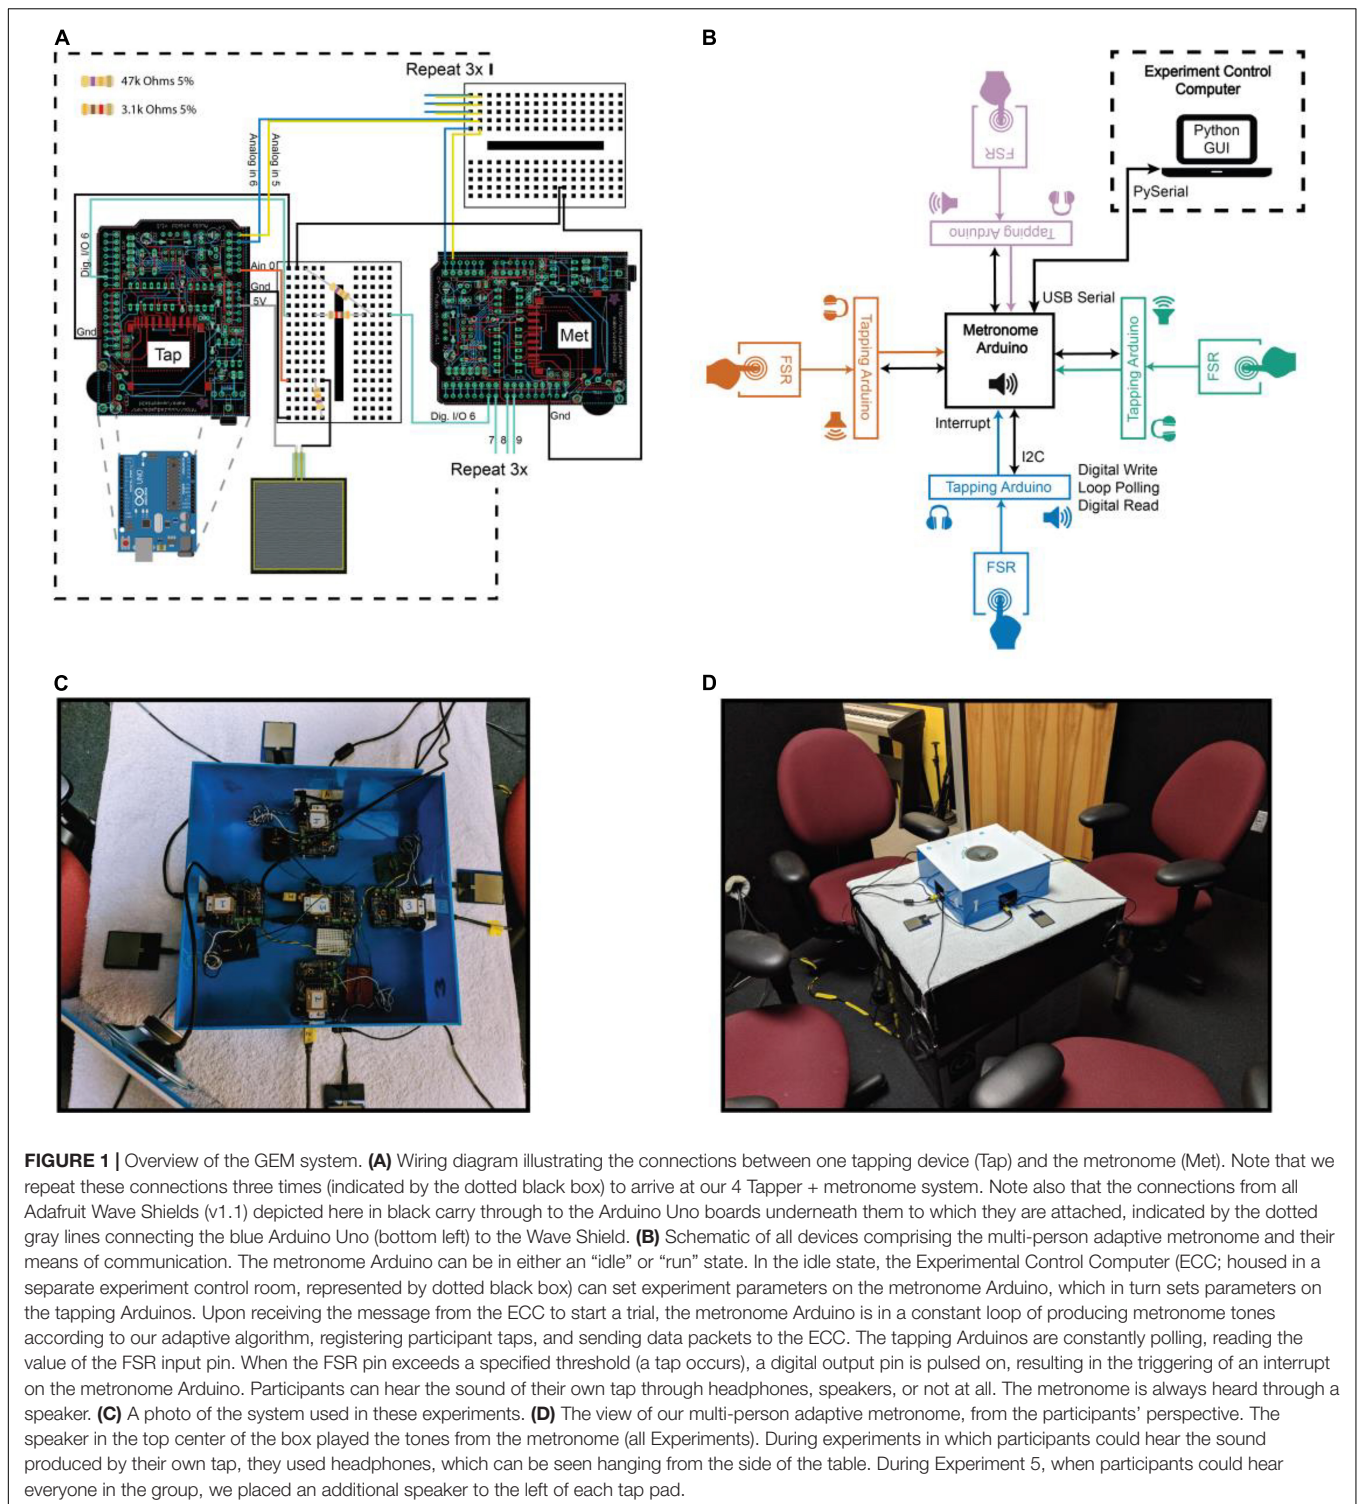 A
47k Ohms 5%
3.1k Ohms 5%
Repeat 3x
Analog in 6
Analog in 5
Dig. I/O 6
Ain 0
Gnd
5V
Gnd
Tap
Met
Dig. I/O 6
Gnd
7 8 9
Repeat 3x
UNO
B
Experiment Control
Computer
Python
GUI
PySerial
FSR
Tapping Arduino
USB Serial
Metronome
Arduino
FSR
Tapping Arduino
Tapping Arduino
FSR
Interrupt
I2C
Tapping Arduino
Digital Write
Loop Polling
Digital Read
FSR
C
1
3
D
FIGURE 1 | Overview of the GEM system. (A) Wiring diagram illustrating the connections between one tapping device (Tap) and the metronome (Met). Note that we
repeat these connections three times (indicated by the dotted black box) to arrive at our 4 Tapper + metronome system. Note also that the connections from all
Adafruit Wave Shields (v1.1) depicted here in black carry through to the Arduino Uno boards underneath them to which they are attached, indicated by the dotted
gray lines connecting the blue Arduino Uno (bottom left) to the Wave Shield. (B) Schematic of all devices comprising the multi-person adaptive metronome and their
means of communication. The metronome Arduino can be in either an “idle” or “run” state. In the idle state, the Experimental Control Computer (ECC; housed in a
separate experiment control room, represented by dotted black box) can set experiment parameters on the metronome Arduino, which in turn sets parameters on
the tapping Arduinos. Upon receiving the message from the ECC to start a trial, the metronome Arduino is in a constant loop of producing metronome tones
according to our adaptive algorithm, registering participant taps, and sending data packets to the ECC. The tapping Arduinos are constantly polling, reading the
value of the FSR input pin. When the FSR pin exceeds a specified threshold (a tap occurs), a digital output pin is pulsed on, resulting in the triggering of an interrupt
on the metronome Arduino. Participants can hear the sound of their own tap through headphones, speakers, or not at all. The metronome is always heard through a
speaker. (C) A photo of the system used in these experiments. (D) The view of our multi-person adaptive metronome, from the participants’ perspective. The
speaker in the top center of the box played the tones from the metronome (all Experiments). During experiments in which participants could hear the sound
produced by their own tap, they used headphones, which can be seen hanging from the side of the table. During Experiment 5, when participants could hear
everyone in the group, we placed an additional speaker to the left of each tap pad.